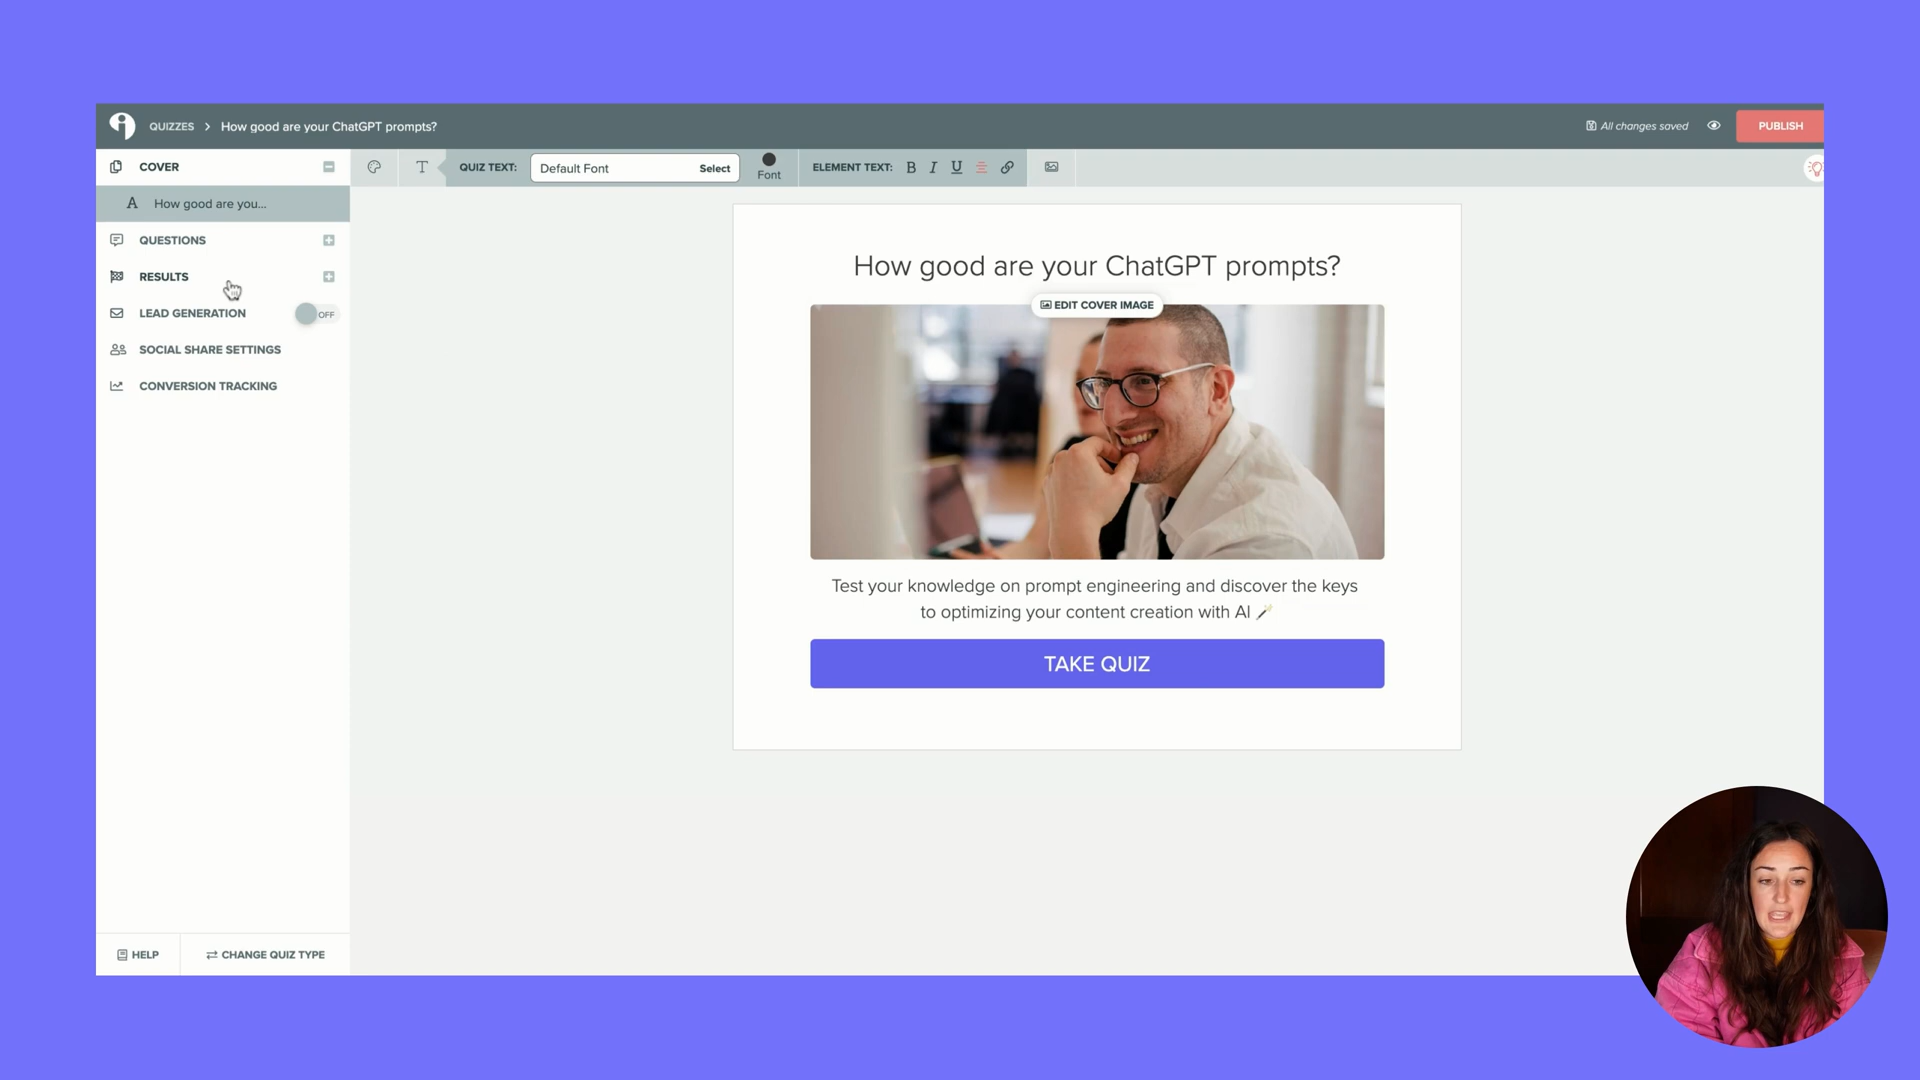 QUIZZES > How good are your ChatGPT prompts?
All changes saved
PUBLISH
COVER
QUIZ TEXT:
Default Font
Select
Font
ELEMENT TEXT:
B I U
A How good are you...
QUESTIONS
RESULTS
LEAD GENERATION
OFF
SOCIAL SHARE SETTINGS
CONVERSION TRACKING
How good are your ChatGPT prompts?
EDIT COVER IMAGE
Test your knowledge on prompt engineering and discover the keys
to optimizing your content creation with AI
TAKE QUIZ
HELP
CHANGE QUIZ TYPE